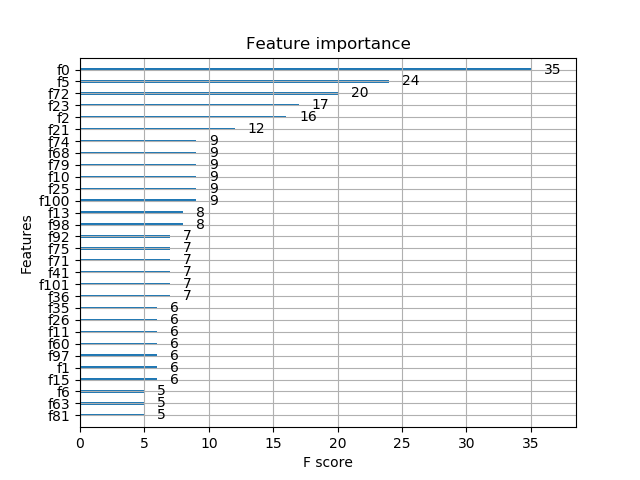 Feature importance
f0 35
f5 24
f72 20
f23 17
f2 16
f21 12
f74 9
f68 9
f79 9
f10 9
f25 9
f100 9
f13 8
f98 8
f92 7
f75 7
f71 7
f41 7
f101 7
f36 7
f35 6
f26 6
f11 6
f60 6
f97 6
f1 6
f15 6
f6 5
f63 5
f81 5
Features
0 5 10 15 20 25 30 35
F score